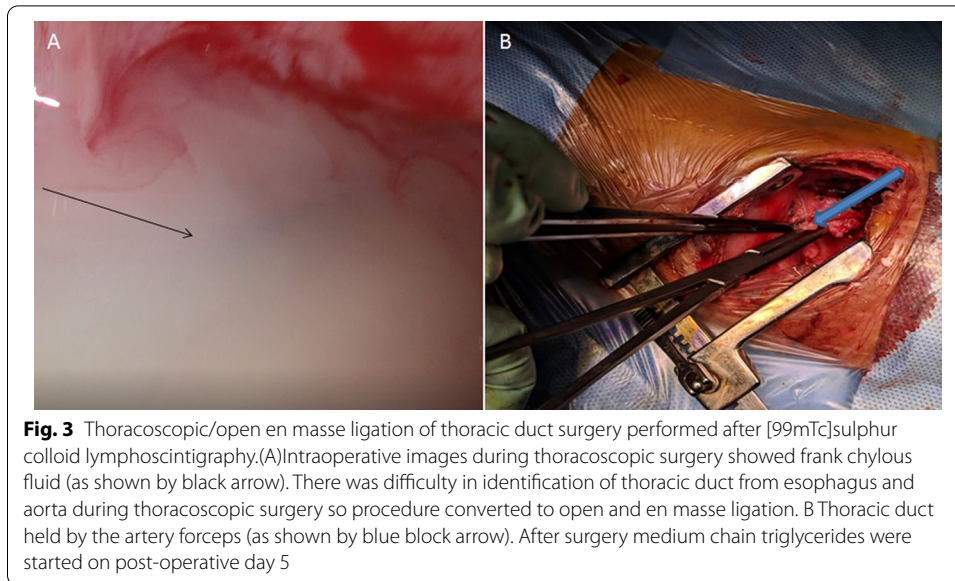 A
B
Fig. 3 Thoracoscopic/open en masse ligation of thoracic duct surgery performed after [99mTc]sulphur
colloid lymphoscintigraphy.(A)Intraoperative images during thoracoscopic surgery showed frank chylous
fluid (as shown by black arrow). There was difficulty in identification of thoracic duct from esophagus and
aorta during thoracoscopic surgery so procedure converted to open and en masse ligation. B Thoracic duct
held by the artery forceps (as shown by blue block arrow). After surgery medium chain triglycerides were
started on post-operative day 5